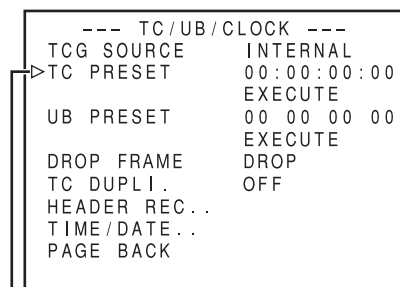 --- TC/UB/CLOCK ---
TCG SOURCE INTERNAL
▷TC PRESET 00:00:00:00
EXECUTE
UB PRESET 00 00 00 00
EXECUTE
DROP FRAME DROP
TC DUPLI. OFF
HEADER REC..
TIME/DATE..
PAGE BACK